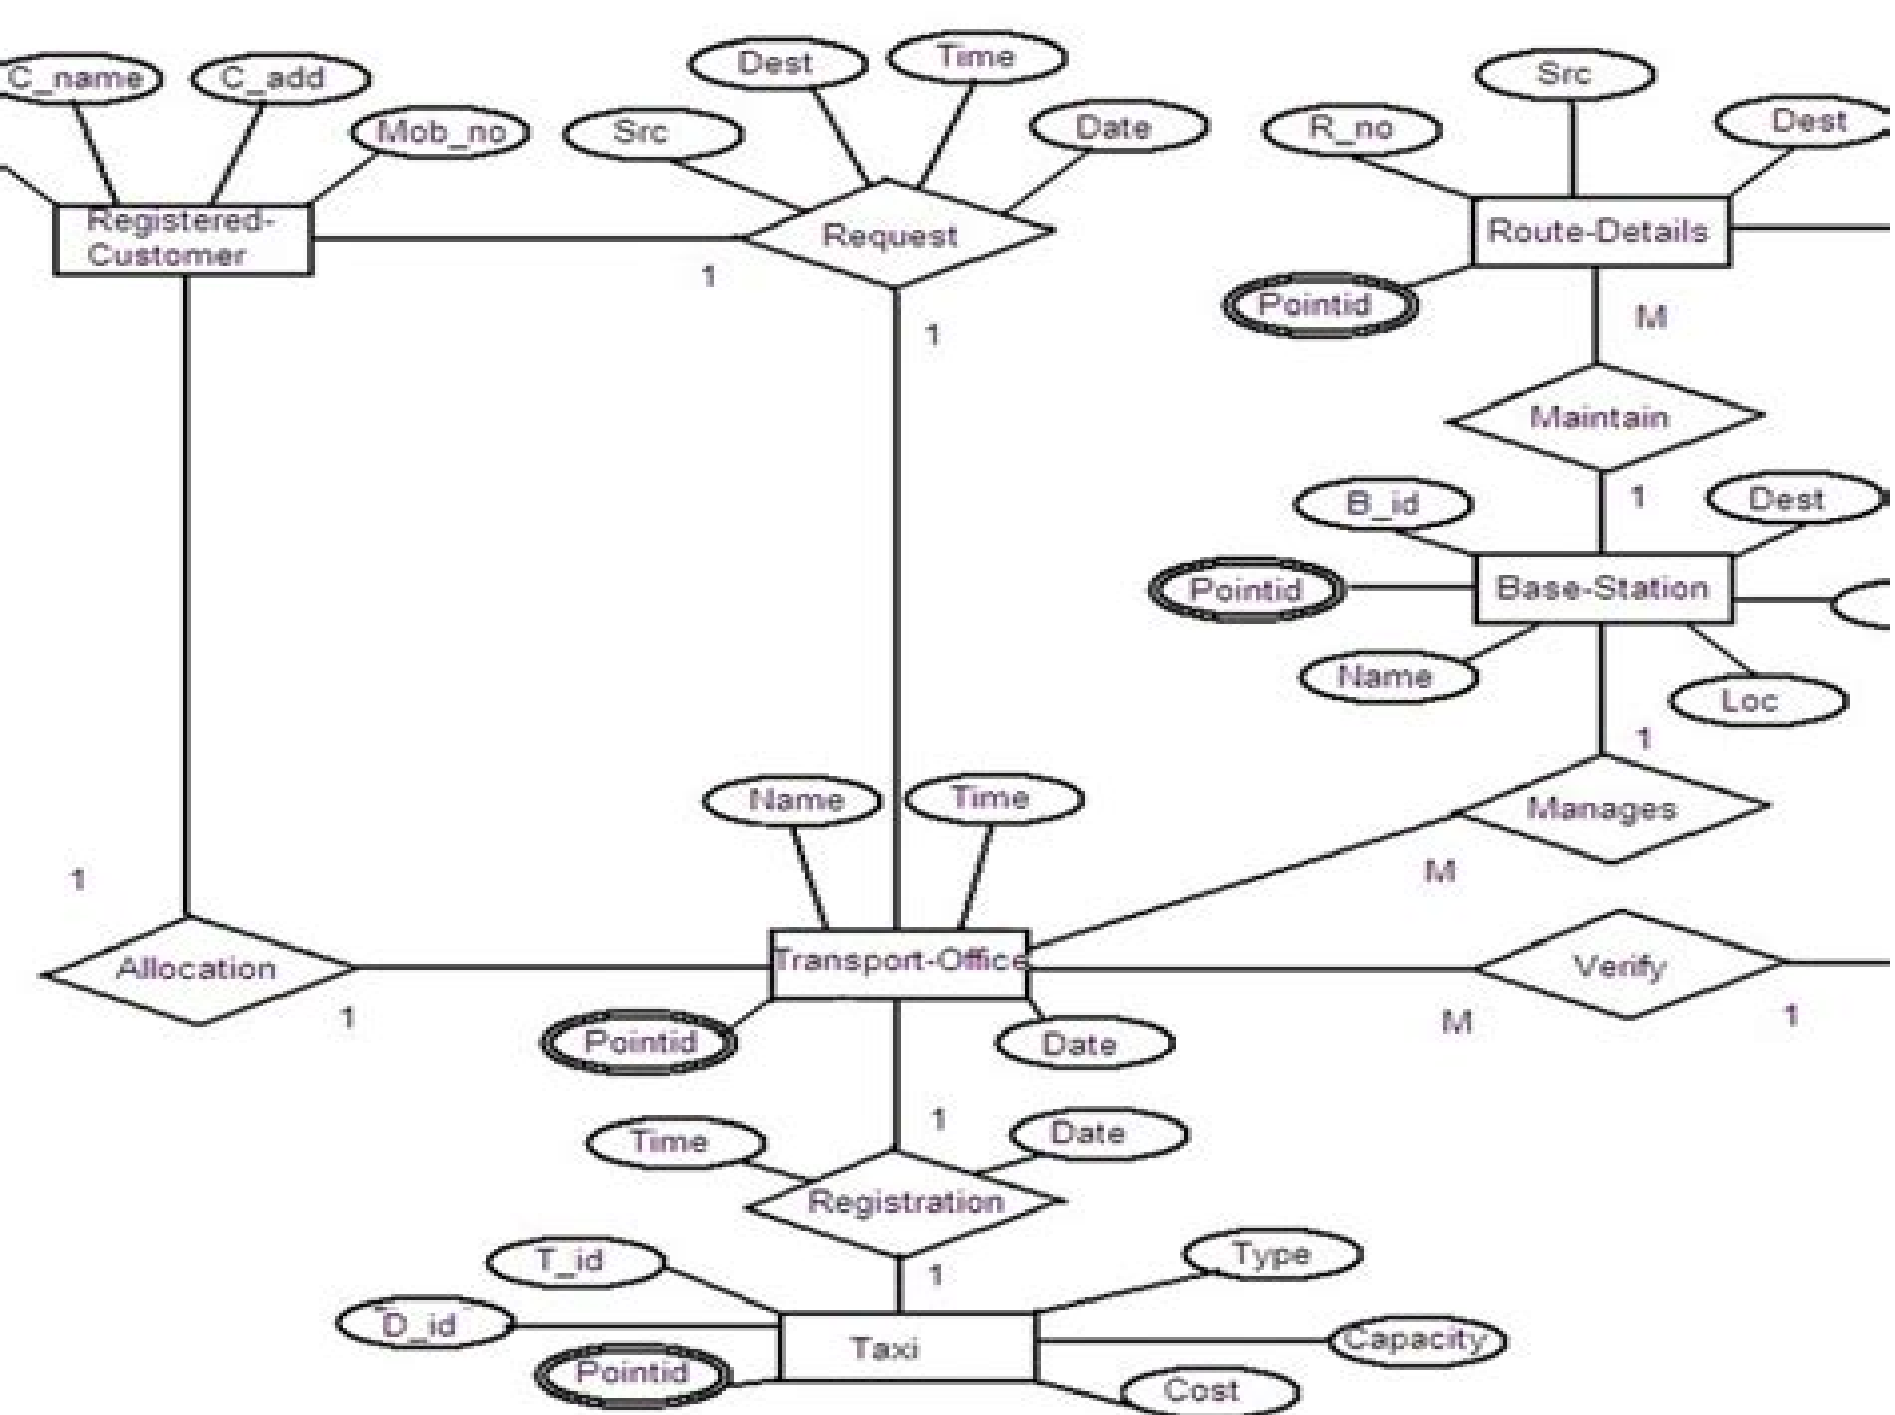 C_name
C_add
Mob_no
Src
Dest
Time
Date
R_no
Src
Dest
Registered-
Customer
Request
Route-Details
1
1
Pointid
M
Maintain
1
B_id
Dest
Pointid
Base-Station
Name
Loc
1
Name
Time
Manages
M
1
Allocation
Transport-Office
Verify
1
M
1
Pointid
Date
1
Time
Date
Registration
T_id
1
Type
D_id
Taxi
Capacity
Pointid
Cost